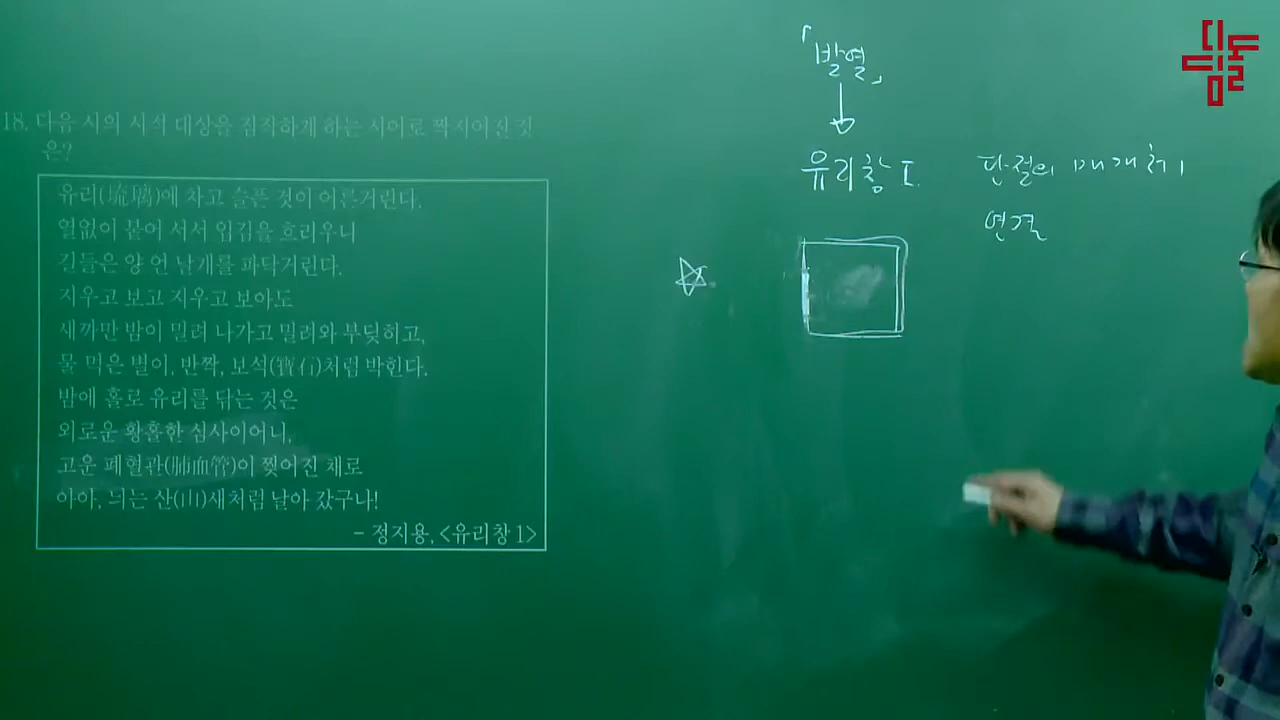 18. 다음 시의 시적 대상을 짐작하게 하는 시어로 짝지어진 것
은?
유리(琉璃)에 차고 슬픈 것이 어른거린다.
열없이 붙어 서서 입김을 흐리우니
길들은 양 언 날개를 파닥거린다.
지우고 보고 지우고 보아도
새까만 밤이 밀려 나가고 밀려와 부딪히고,
물 먹은 별이, 반짝, 보석(寶石)처럼 박힌다.
밤에 홀로 유리를 닦는 것은
외로운 황홀한 심사이어니,
고운 폐혈관(肺血管)이 찢어진 채로
아아, 늬는 산(山)새처럼 날아 갔구나!
- 정지용, <유리창 1>
「발열」
유리창 I.
단절의 매개체
연결